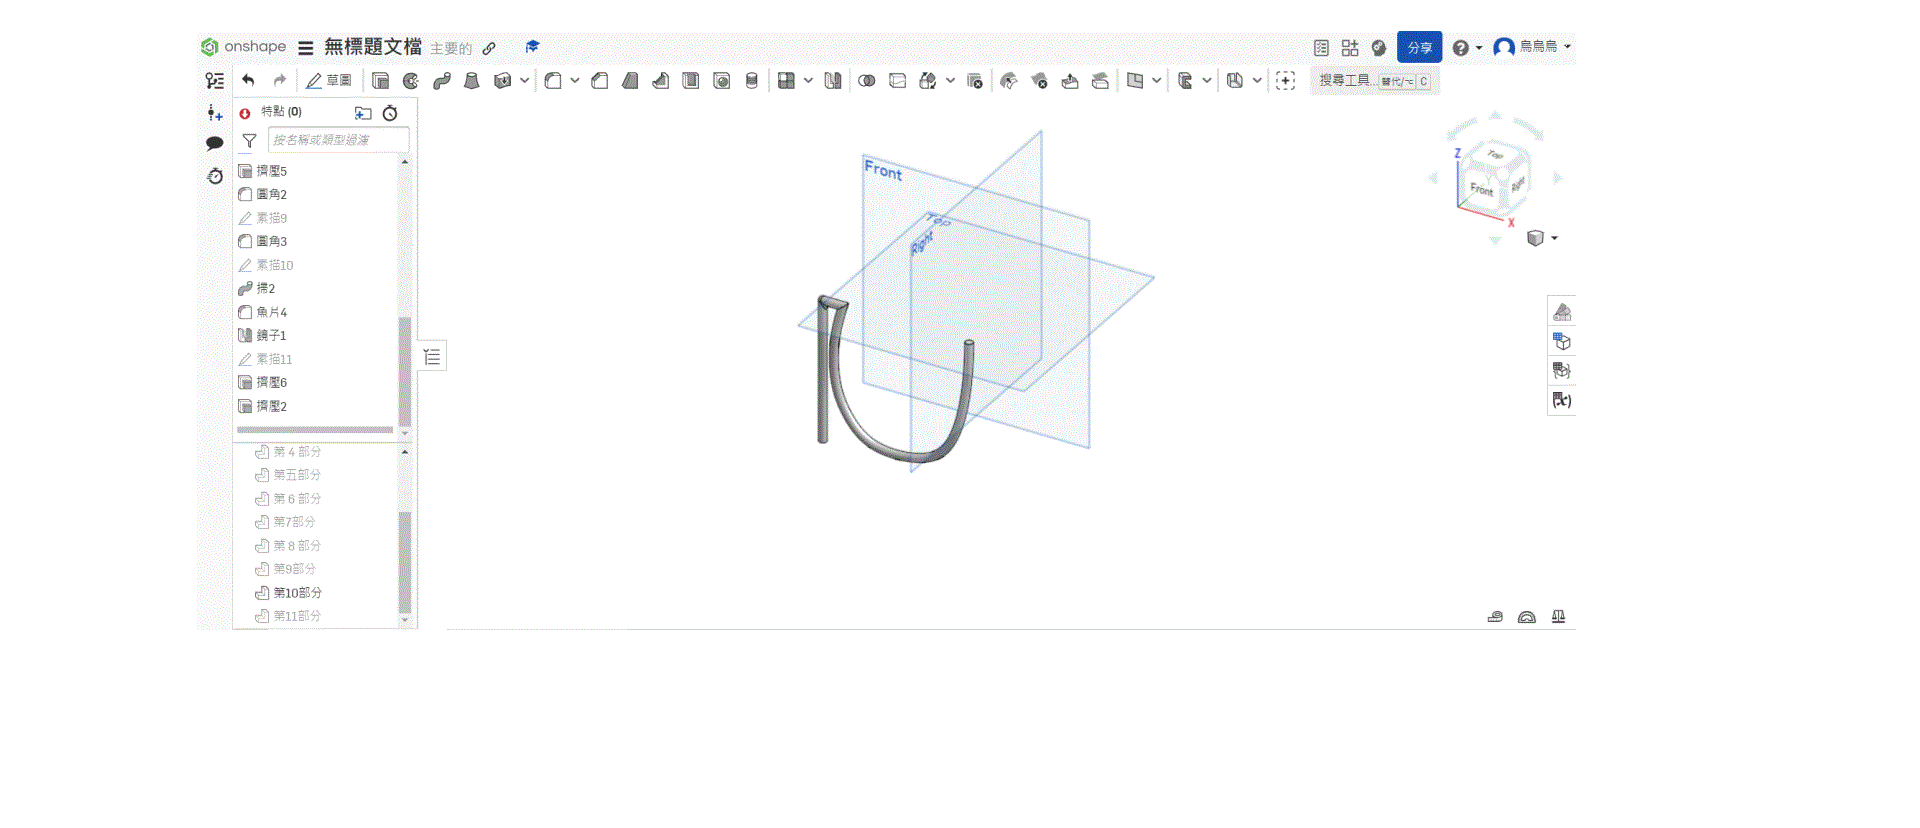 onshape 無標題文檔 主要的 分享 烏烏烏
草圖 搜尋工具... 替代/⌥ C
特點 (0)
按名稱或類型過濾
擠壓5
圓角2
素描9
圓角3
素描10
掃2
魚片4
鏡子1
素描11
擠壓6
擠壓2
第 4 部分
第五部分
第 6 部分
第7部分
第 8 部分
第9部分
第10部分
第11部分
Front
Top
Right
Top
Z
Y
Front
Right
X